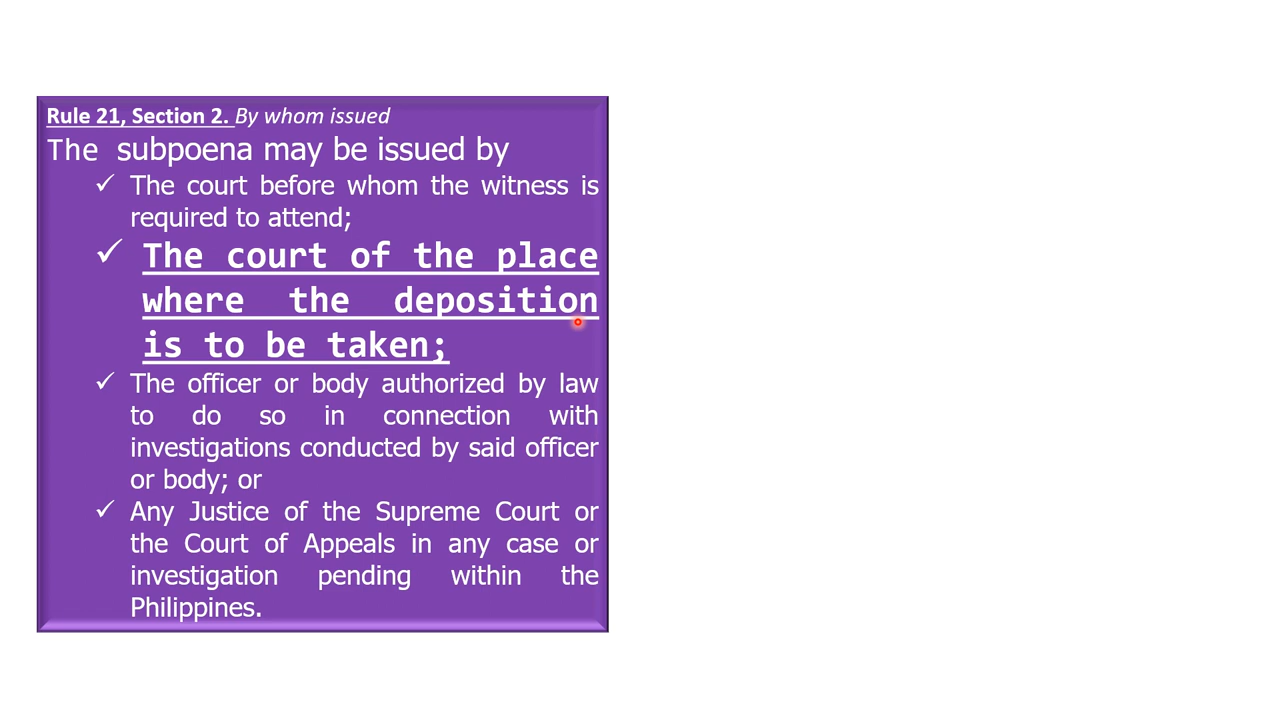 Rule 21, Section 2. By whom issued
The subpoena may be issued by
✓ The court before whom the witness is
required to attend;
✓ The court of the place
where the deposition
is to be taken;
✓ The officer or body authorized by law
to do so in connection with
investigations conducted by said officer
or body; or
✓ Any Justice of the Supreme Court or
the Court of Appeals in any case or
investigation pending within the
Philippines.